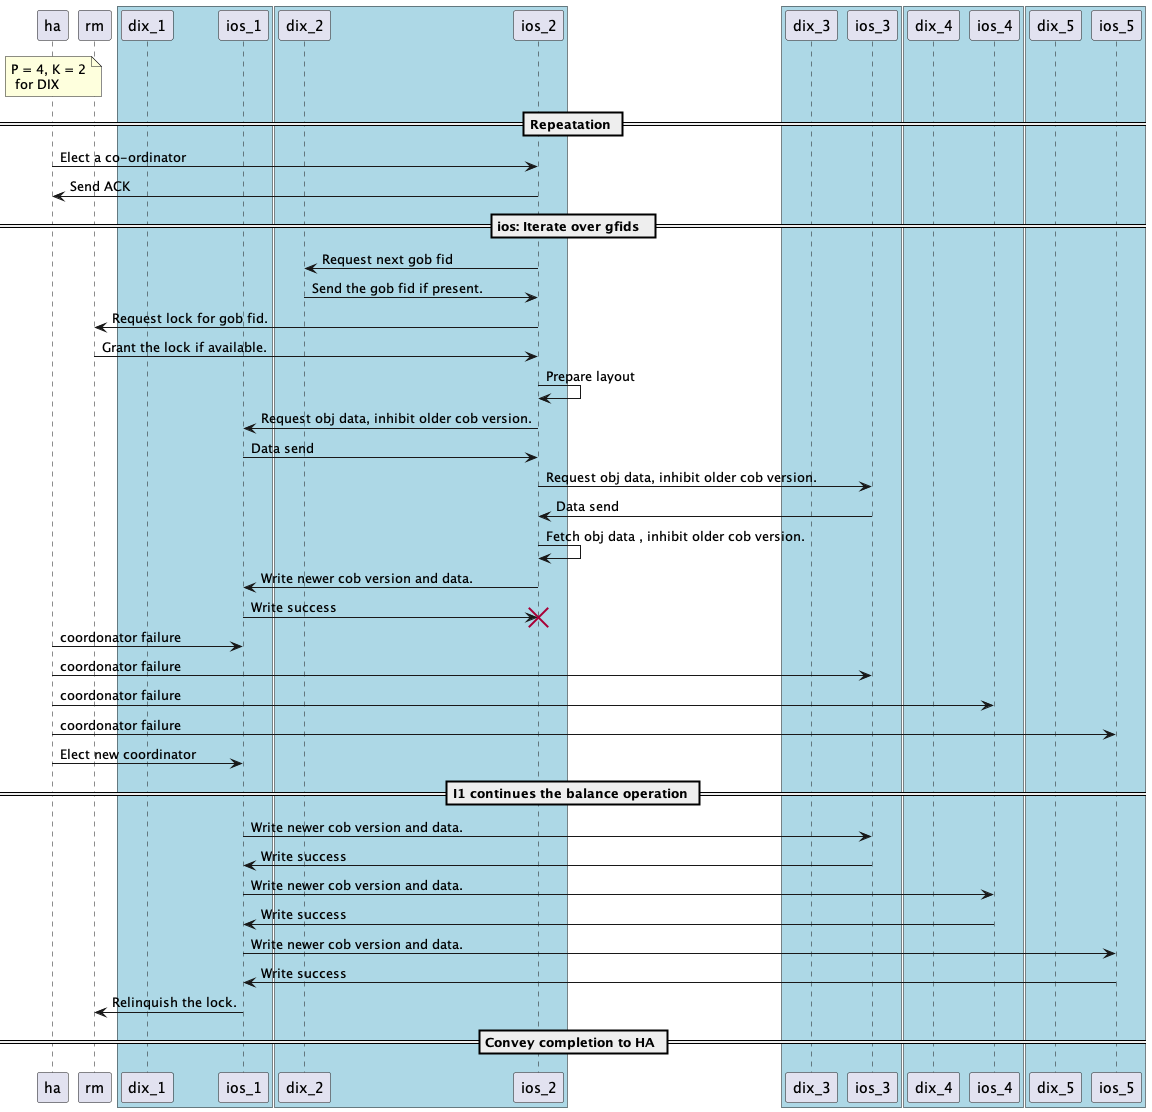 ha rm dix_1 ios_1 dix_2 ios_2 dix_3 ios_3 dix_4 ios_4 dix_5 ios_5
P = 4, K = 2
for DIX
Repeatation
Elect a co-ordinator
Send ACK
ios: Iterate over gfids
Request next gob fid
Send the gob fid if present.
Request lock for gob fid.
Grant the lock if available.
Prepare layout
Request obj data, inhibit older cob version.
Data send
Request obj data, inhibit older cob version.
Data send
Fetch obj data , inhibit older cob version.
Write newer cob version and data.
Write success
coordonator failure
coordonator failure
coordonator failure
coordonator failure
Elect new coordinator
I1 continues the balance operation
Write newer cob version and data.
Write success
Write newer cob version and data.
Write success
Write newer cob version and data.
Write success
Relinquish the lock.
Convey completion to HA
ha rm dix_1 ios_1 dix_2 ios_2 dix_3 ios_3 dix_4 ios_4 dix_5 ios_5